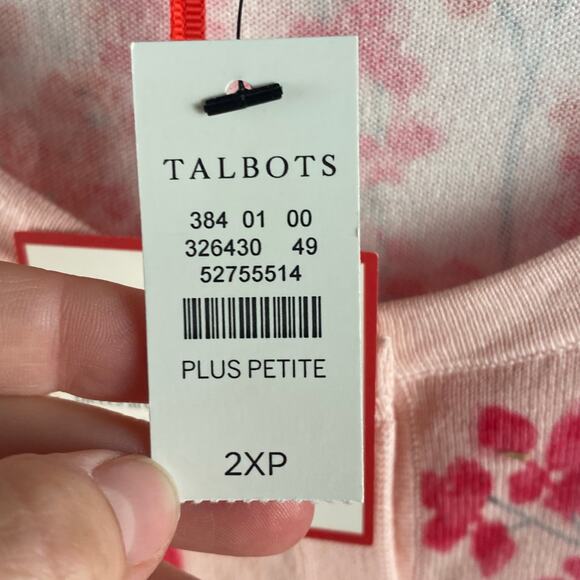 TALBOTS
384 01 00
326430 49
52755514
PLUS PETITE
2XP